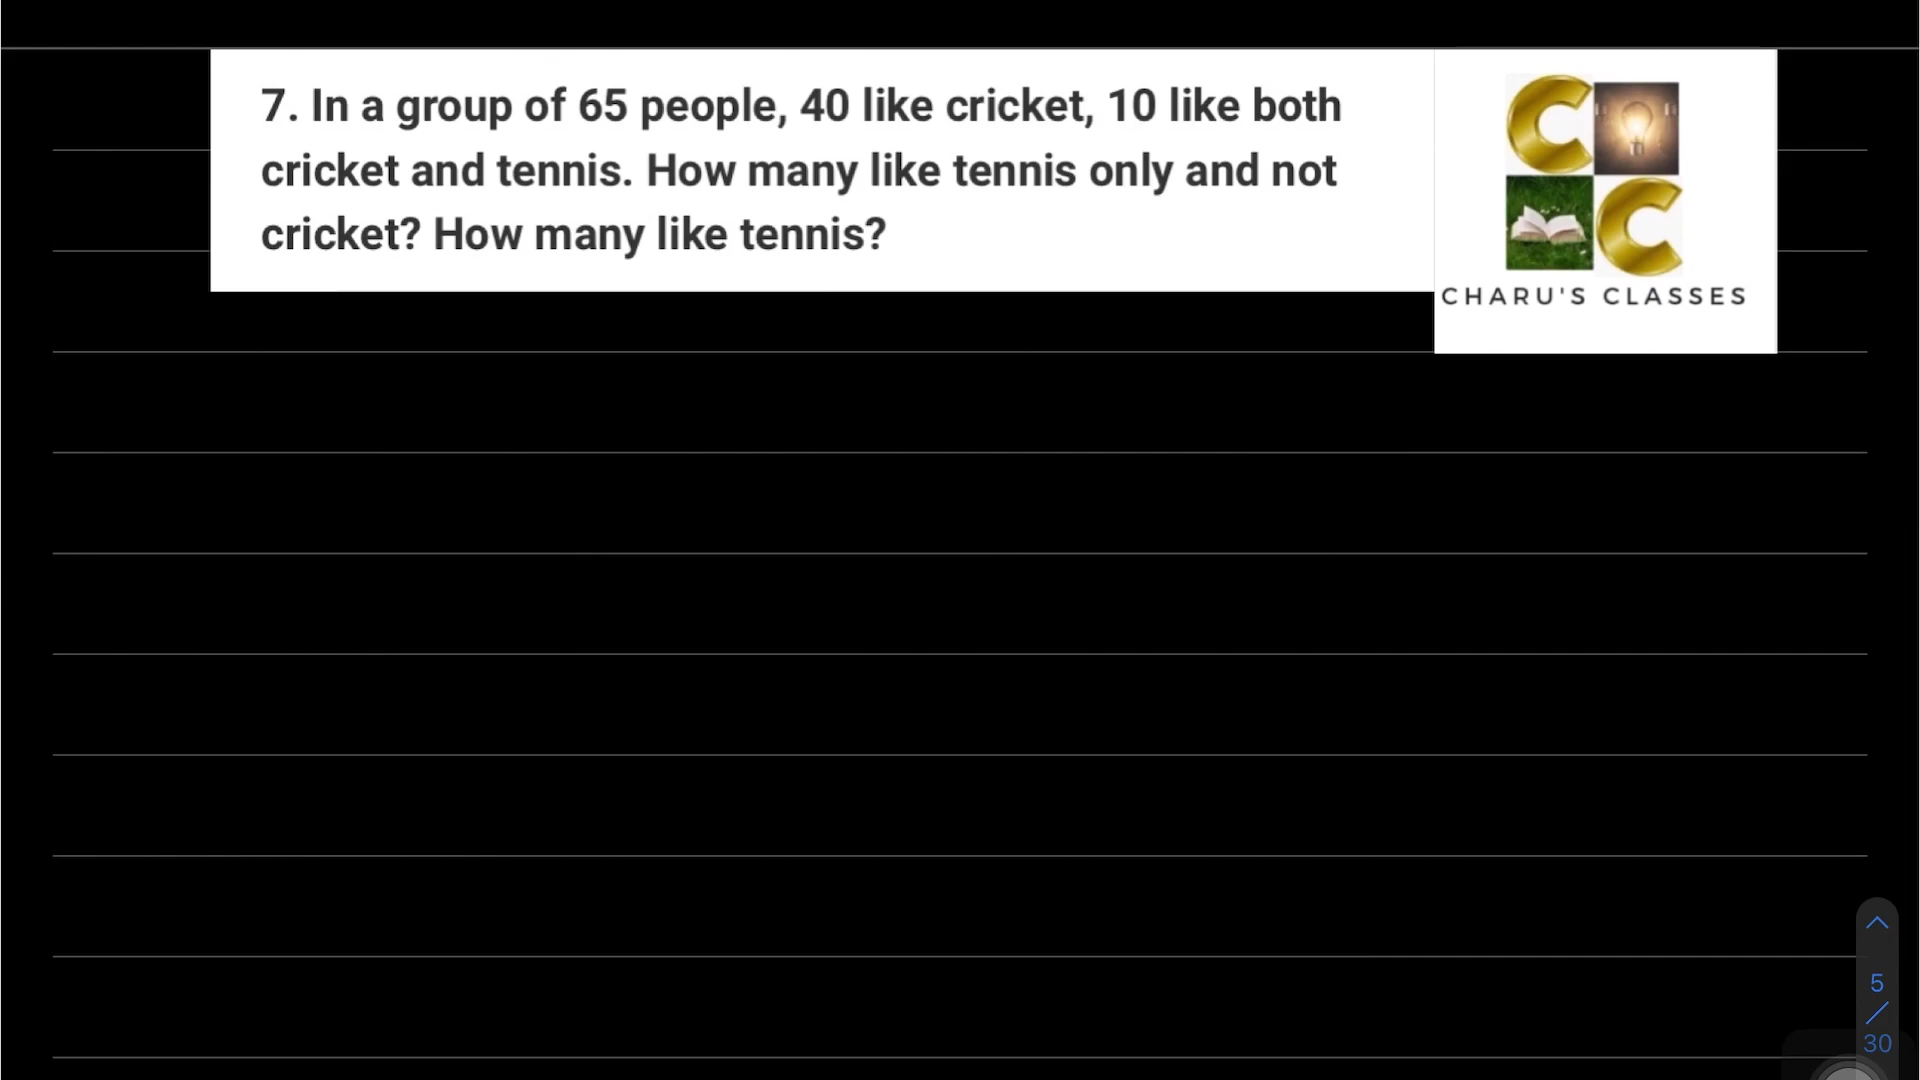 7. In a group of 65 people, 40 like cricket, 10 like both
cricket and tennis. How many like tennis only and not
cricket? How many like tennis?
C
C
CHARU'S CLASSES
5
/
30